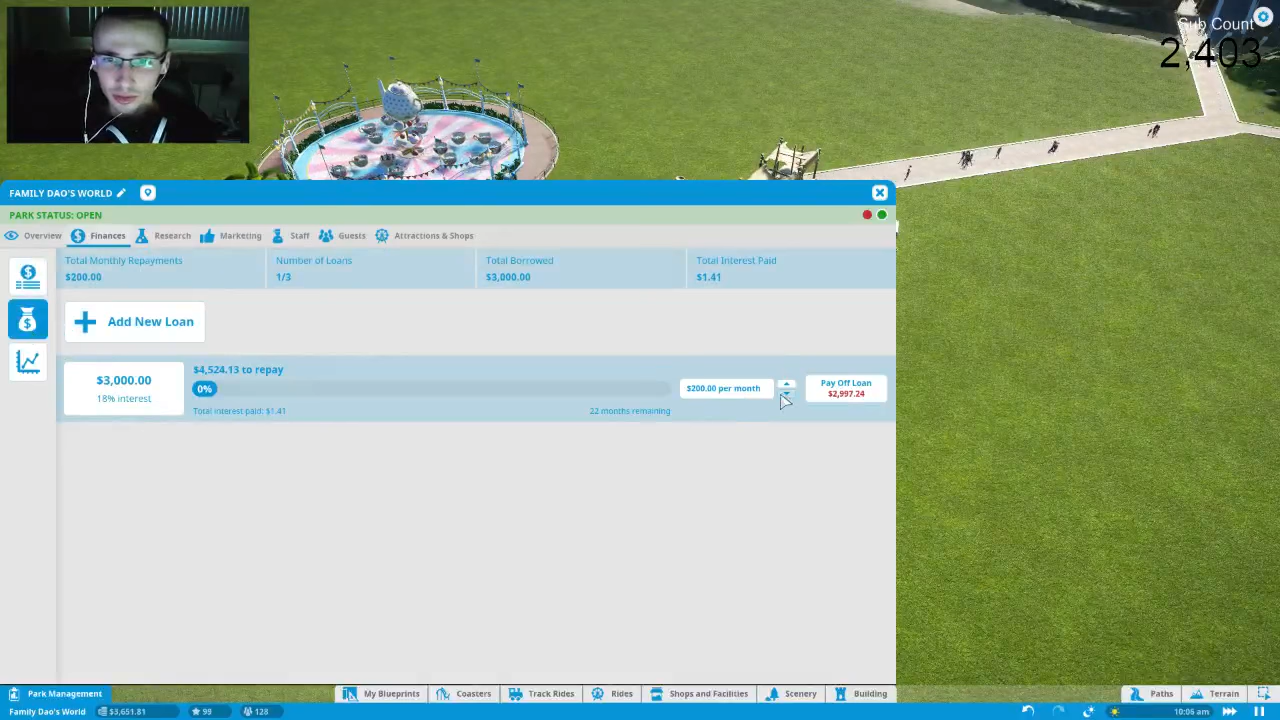 Sub Count
2,403
FAMILY DAO'S WORLD
PARK STATUS: OPEN
Overview
Finances
Research
Marketing
Staff
Guests
Attractions & Shops
Total Monthly Repayments
$200.00
Number of Loans
1/3
Total Borrowed
$3,000.00
Total Interest Paid
$1.41
Add New Loan
$3,000.00
18% interest
$4,524.13 to repay
0%
Total interest paid: $1.41
22 months remaining
$200.00 per month
Pay Off Loan
$2,997.24
Park Management
My Blueprints
Coasters
Track Rides
Rides
Shops and Facilities
Scenery
Building
Paths
Terrain
Family Dao's World
$3,651.81
99
128
10:06 am